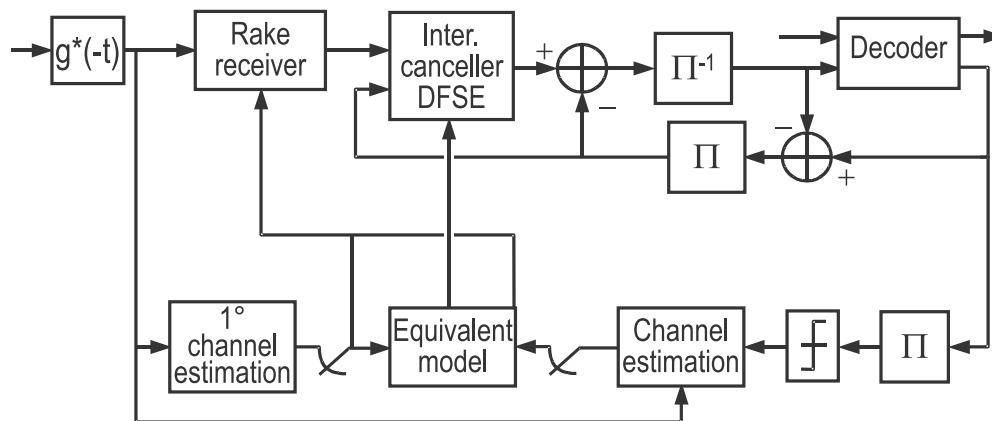 g*(-t)
Rake
receiver
Inter.
canceller
DFSE
+
−
Π⁻¹
Decoder
−
+
Π
1°
channel
estimation
Equivalent
model
Channel
estimation
Π